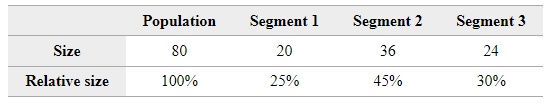 Population Segment 1 Segment 2 Segment 3
Size 80 20 36 24
Relative size 100% 25% 45% 30%